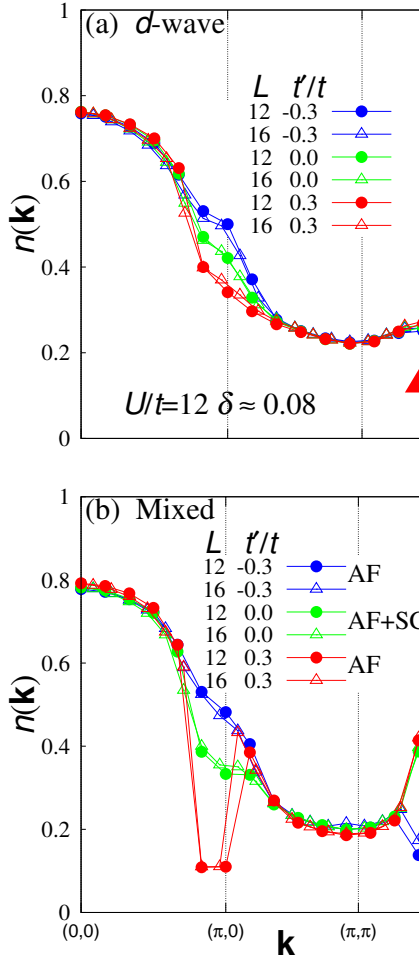 (a) d-wave
1
L t'/t
12 -0.3
0.8
16 -0.3
12 0.0
16 0.0
12 0.3
0.6
16 0.3
n(k)
0.4
0.2
U/t=12 δ ≈ 0.08
0
(b) Mixed
1
L t'/t
12 -0.3 AF
16 -0.3
0.8
12 0.0 AF+SC
16 0.0
12 0.3 AF
16 0.3
0.6
n(k)
0.4
0.2
0
(0,0) (π,0) (π,π)
k